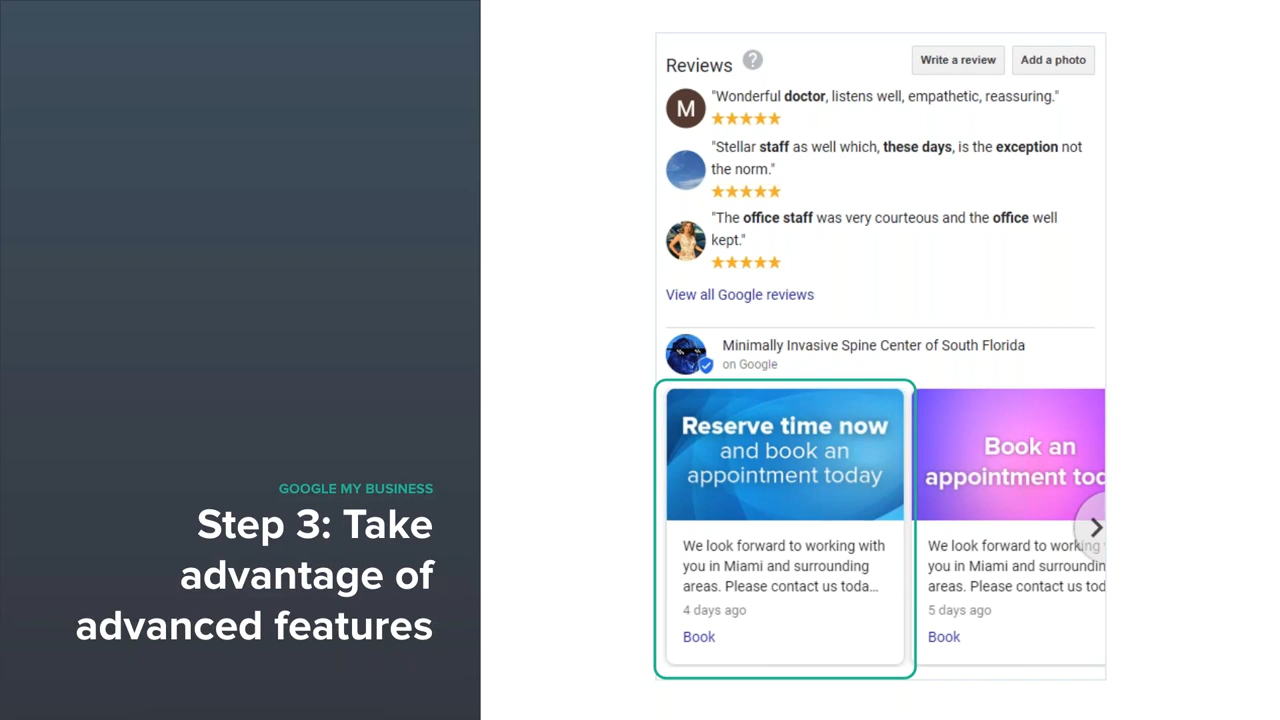 GOOGLE MY BUSINESS
Step 3: Take
advantage of
advanced features
Reviews ?
Write a review
Add a photo
M
"Wonderful doctor, listens well, empathetic, reassuring."
"Stellar staff as well which, these days, is the exception not
the norm."
"The office staff was very courteous and the office well
kept."
View all Google reviews
Minimally Invasive Spine Center of South Florida
on Google
Reserve time now
and book an
appointment today
We look forward to working with
you in Miami and surrounding
areas. Please contact us toda...
4 days ago
Book
Book an
appointment
We look forward to working
you in Miami and
areas. Please contact us
5 days ago
Book